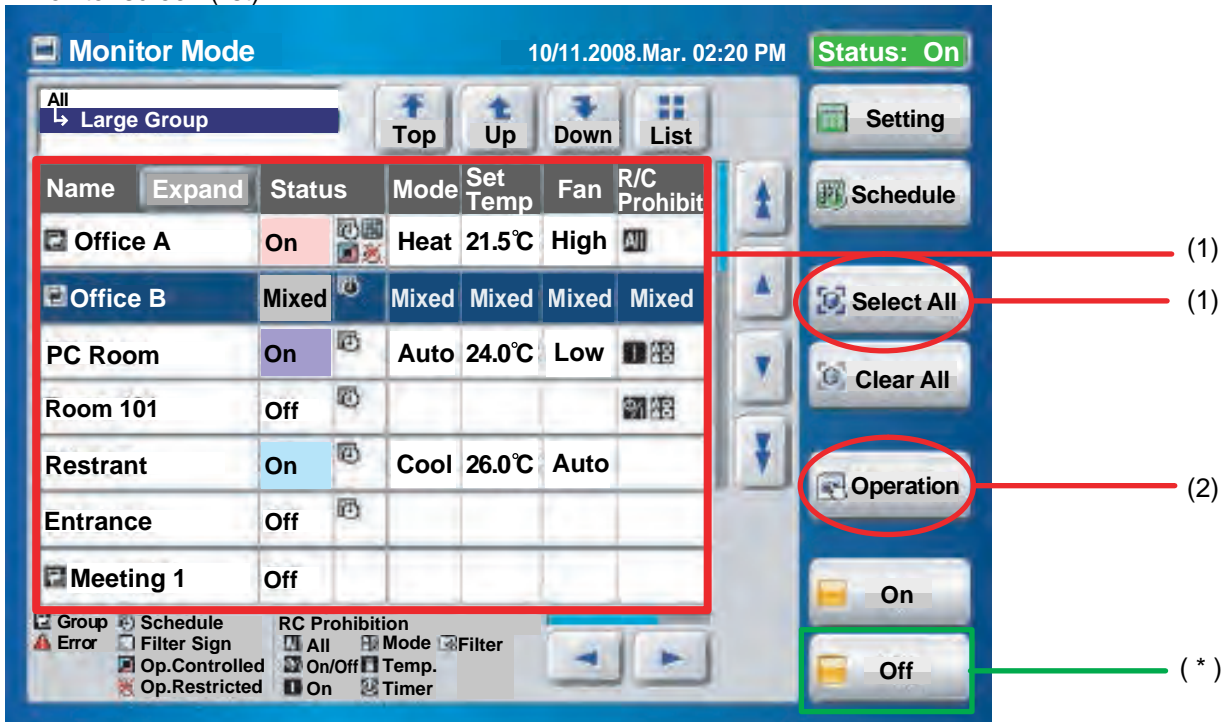 Monitor Mode 10/11.2008.Mar. 02:20 PM Status: On
All
Large Group
Top Up Down List
Setting
Schedule
Name Expand Status Mode Set Temp Fan R/C Prohibit
Office A On Heat 21.5℃ High All
(1)
Office B Mixed Mixed Mixed Mixed Mixed
Select All
(1)
PC Room On Auto 24.0℃ Low
Clear All
Room 101 Off
Restrant On Cool 26.0℃ Auto
Operation
(2)
Entrance Off
Meeting 1 Off
On
Group Schedule RC Prohibition
Error Filter Sign All Mode Filter
Op.Controlled On/Off Temp.
Op.Restricted On Timer
Off
( * )